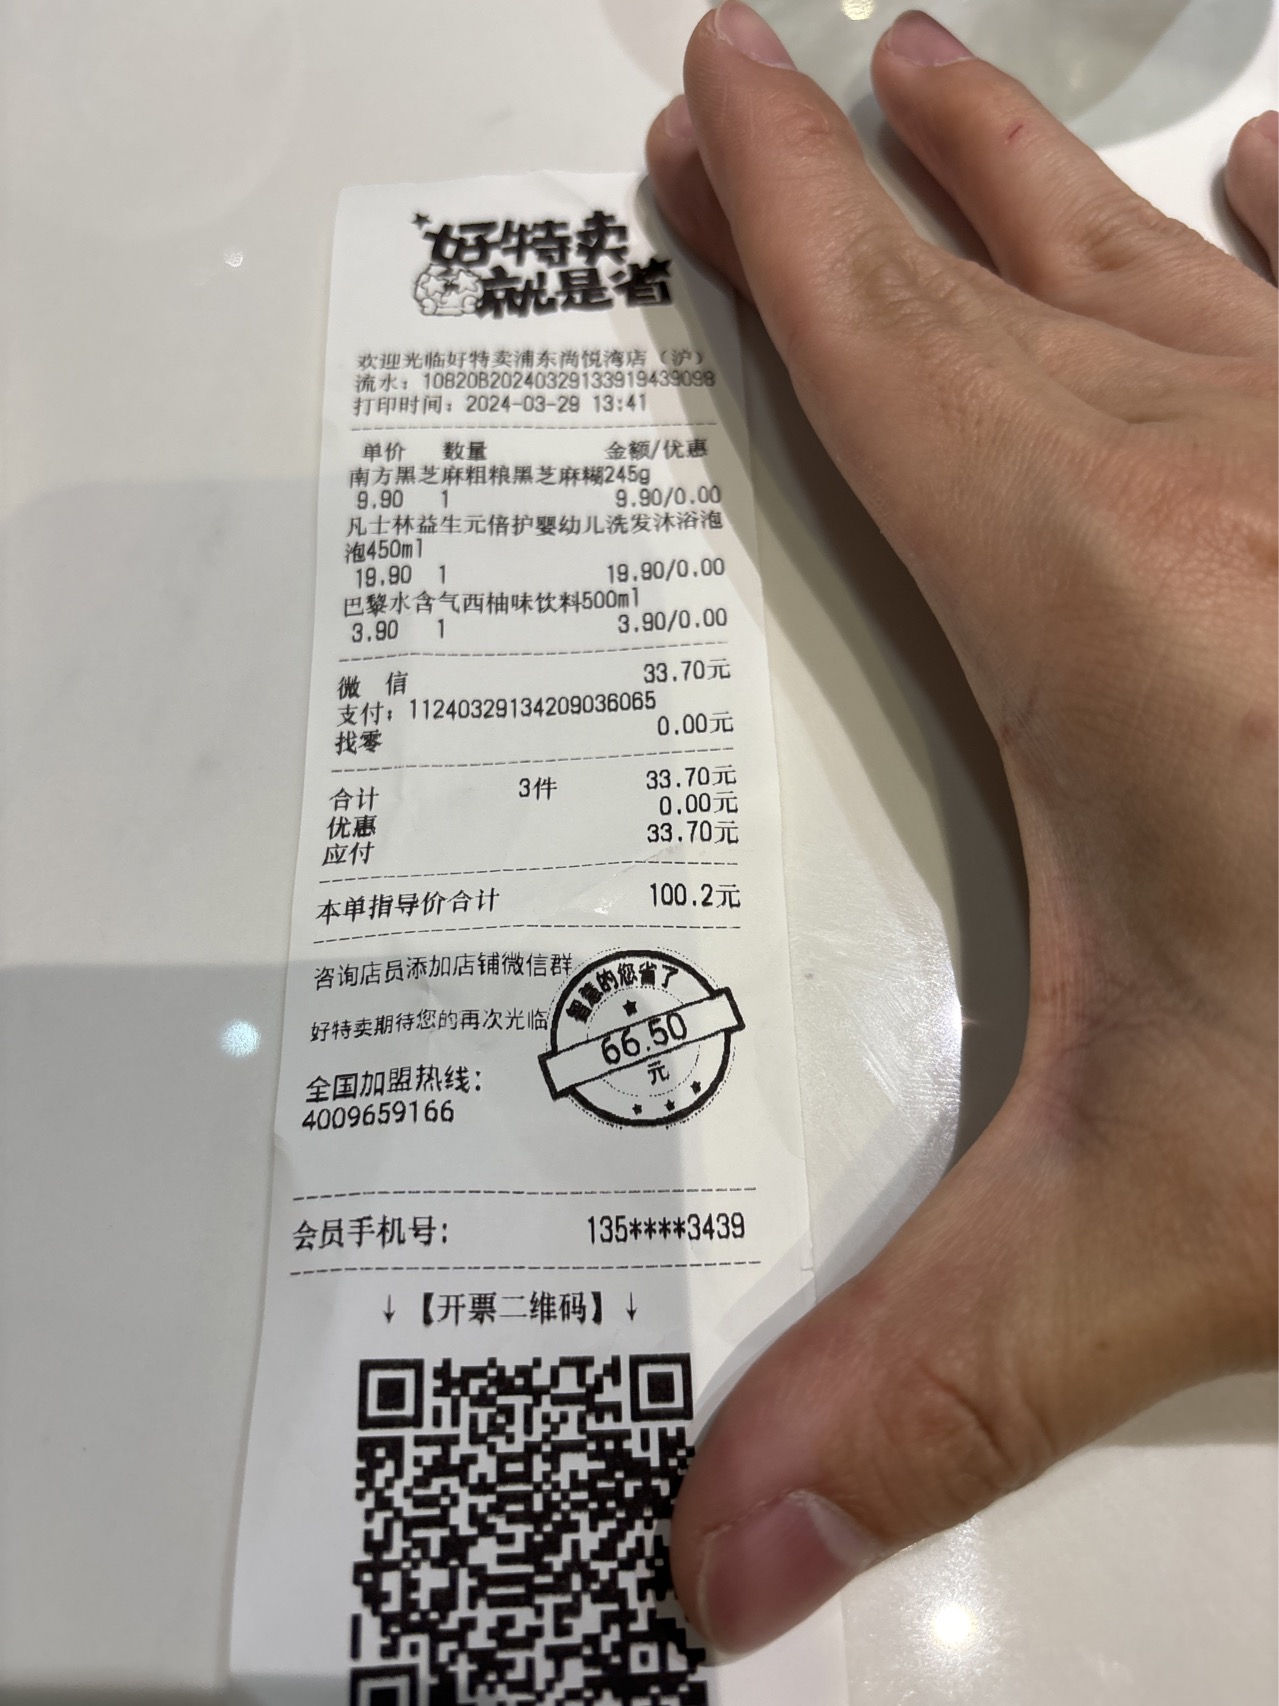 好特卖
就是省
欢迎光临好特卖浦东尚悦湾店（沪）
流水：10820B20240329133919439098
打印时间：2024-03-29 13:41
单价 数量 金额/优惠
南方黑芝麻粗粮黑芝麻糊245g
9.90 1 9.90/0.00
凡士林益生元倍护婴幼儿洗发沐浴泡
泡450ml
19.90 1 19.90/0.00
巴黎水含气西柚味饮料500ml
3.90 1 3.90/0.00
微 信 33.70元
支付：11240329134209036065
找零 0.00元
合计 3件 33.70元
优惠 0.00元
应付 33.70元
本单指导价合计 100.2元
咨询店员添加店铺微信群
好特卖期待您的再次光临
智慧的您省了
66.50
元
全国加盟热线：
4009659166
会员手机号： 135****3439
↓【开票二维码】↓